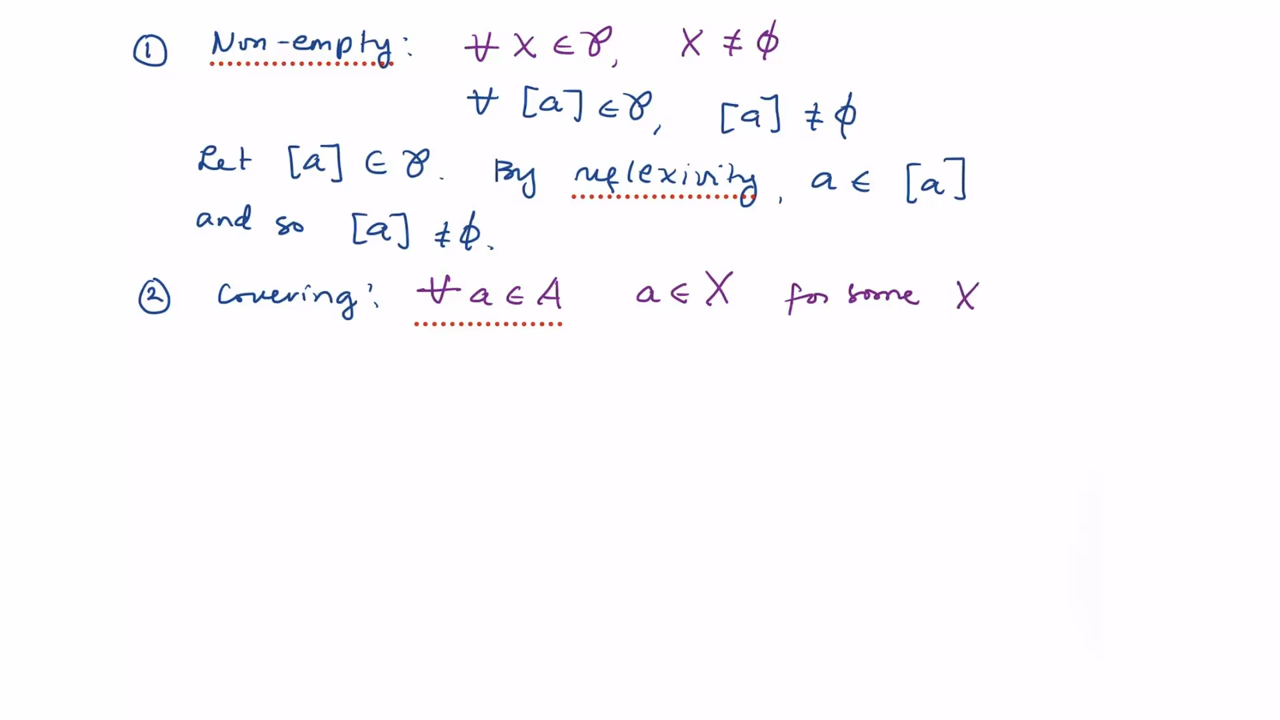 ① Non-empty: ∀ X ∈ 𝒫, X ≠ ϕ
∀ [a] ∈ 𝒫, [a] ≠ ϕ
Let [a] ∈ 𝒫. By reflexivity, a ∈ [a]
and so [a] ≠ ϕ.
② Covering: ∀ a ∈ A a ∈ X for some X